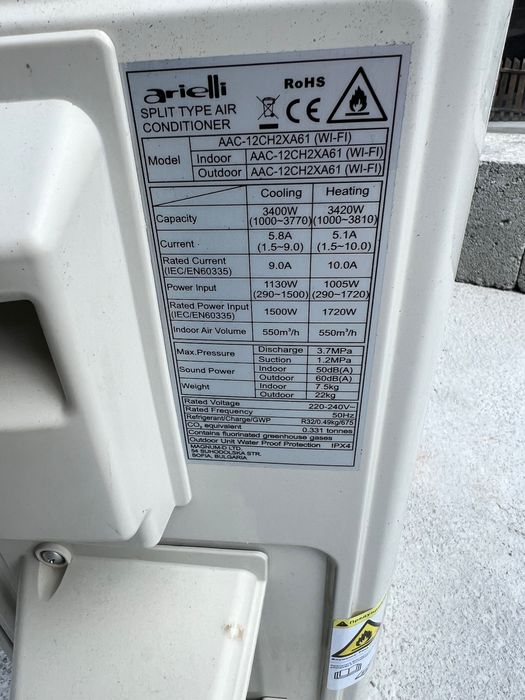 arielli
RoHS
SPLIT TYPE AIR
CONDITIONER
CE
Model AAC-12CH2XA61 (WI-FI)
Indoor AAC-12CH2XA61 (WI-FI)
Outdoor AAC-12CH2XA61 (WI-FI)
Cooling Heating
Capacity 3400W (1000~3770) 3420W (1000~3810)
Current 5.8A (1.5~9.0) 5.1A (1.5~10.0)
Rated Current (IEC/EN60335) 9.0A 10.0A
Power Input 1130W (290~1500) 1005W (290~1720)
Rated Power Input (IEC/EN60335) 1500W 1720W
Indoor Air Volume 550m³/h 550m³/h
Max.Pressure Discharge 3.7MPa
Suction 1.2MPa
Sound Power Indoor 50dB(A)
Outdoor 60dB(A)
Weight Indoor 7.5kg
Outdoor 22kg
Rated Voltage 220-240V~
Rated Frequency 50Hz
Refrigerant/Charge/GWP R32/0.49kg/675
CO₂ equivalent 0.331 tonnes
Contains fluorinated greenhouse gases
Outdoor Unit Water Proof Protection IPX4
MAGNUM-D LTD.
54 SUHODOLSKA STR.
SOFIA, BULGARIA